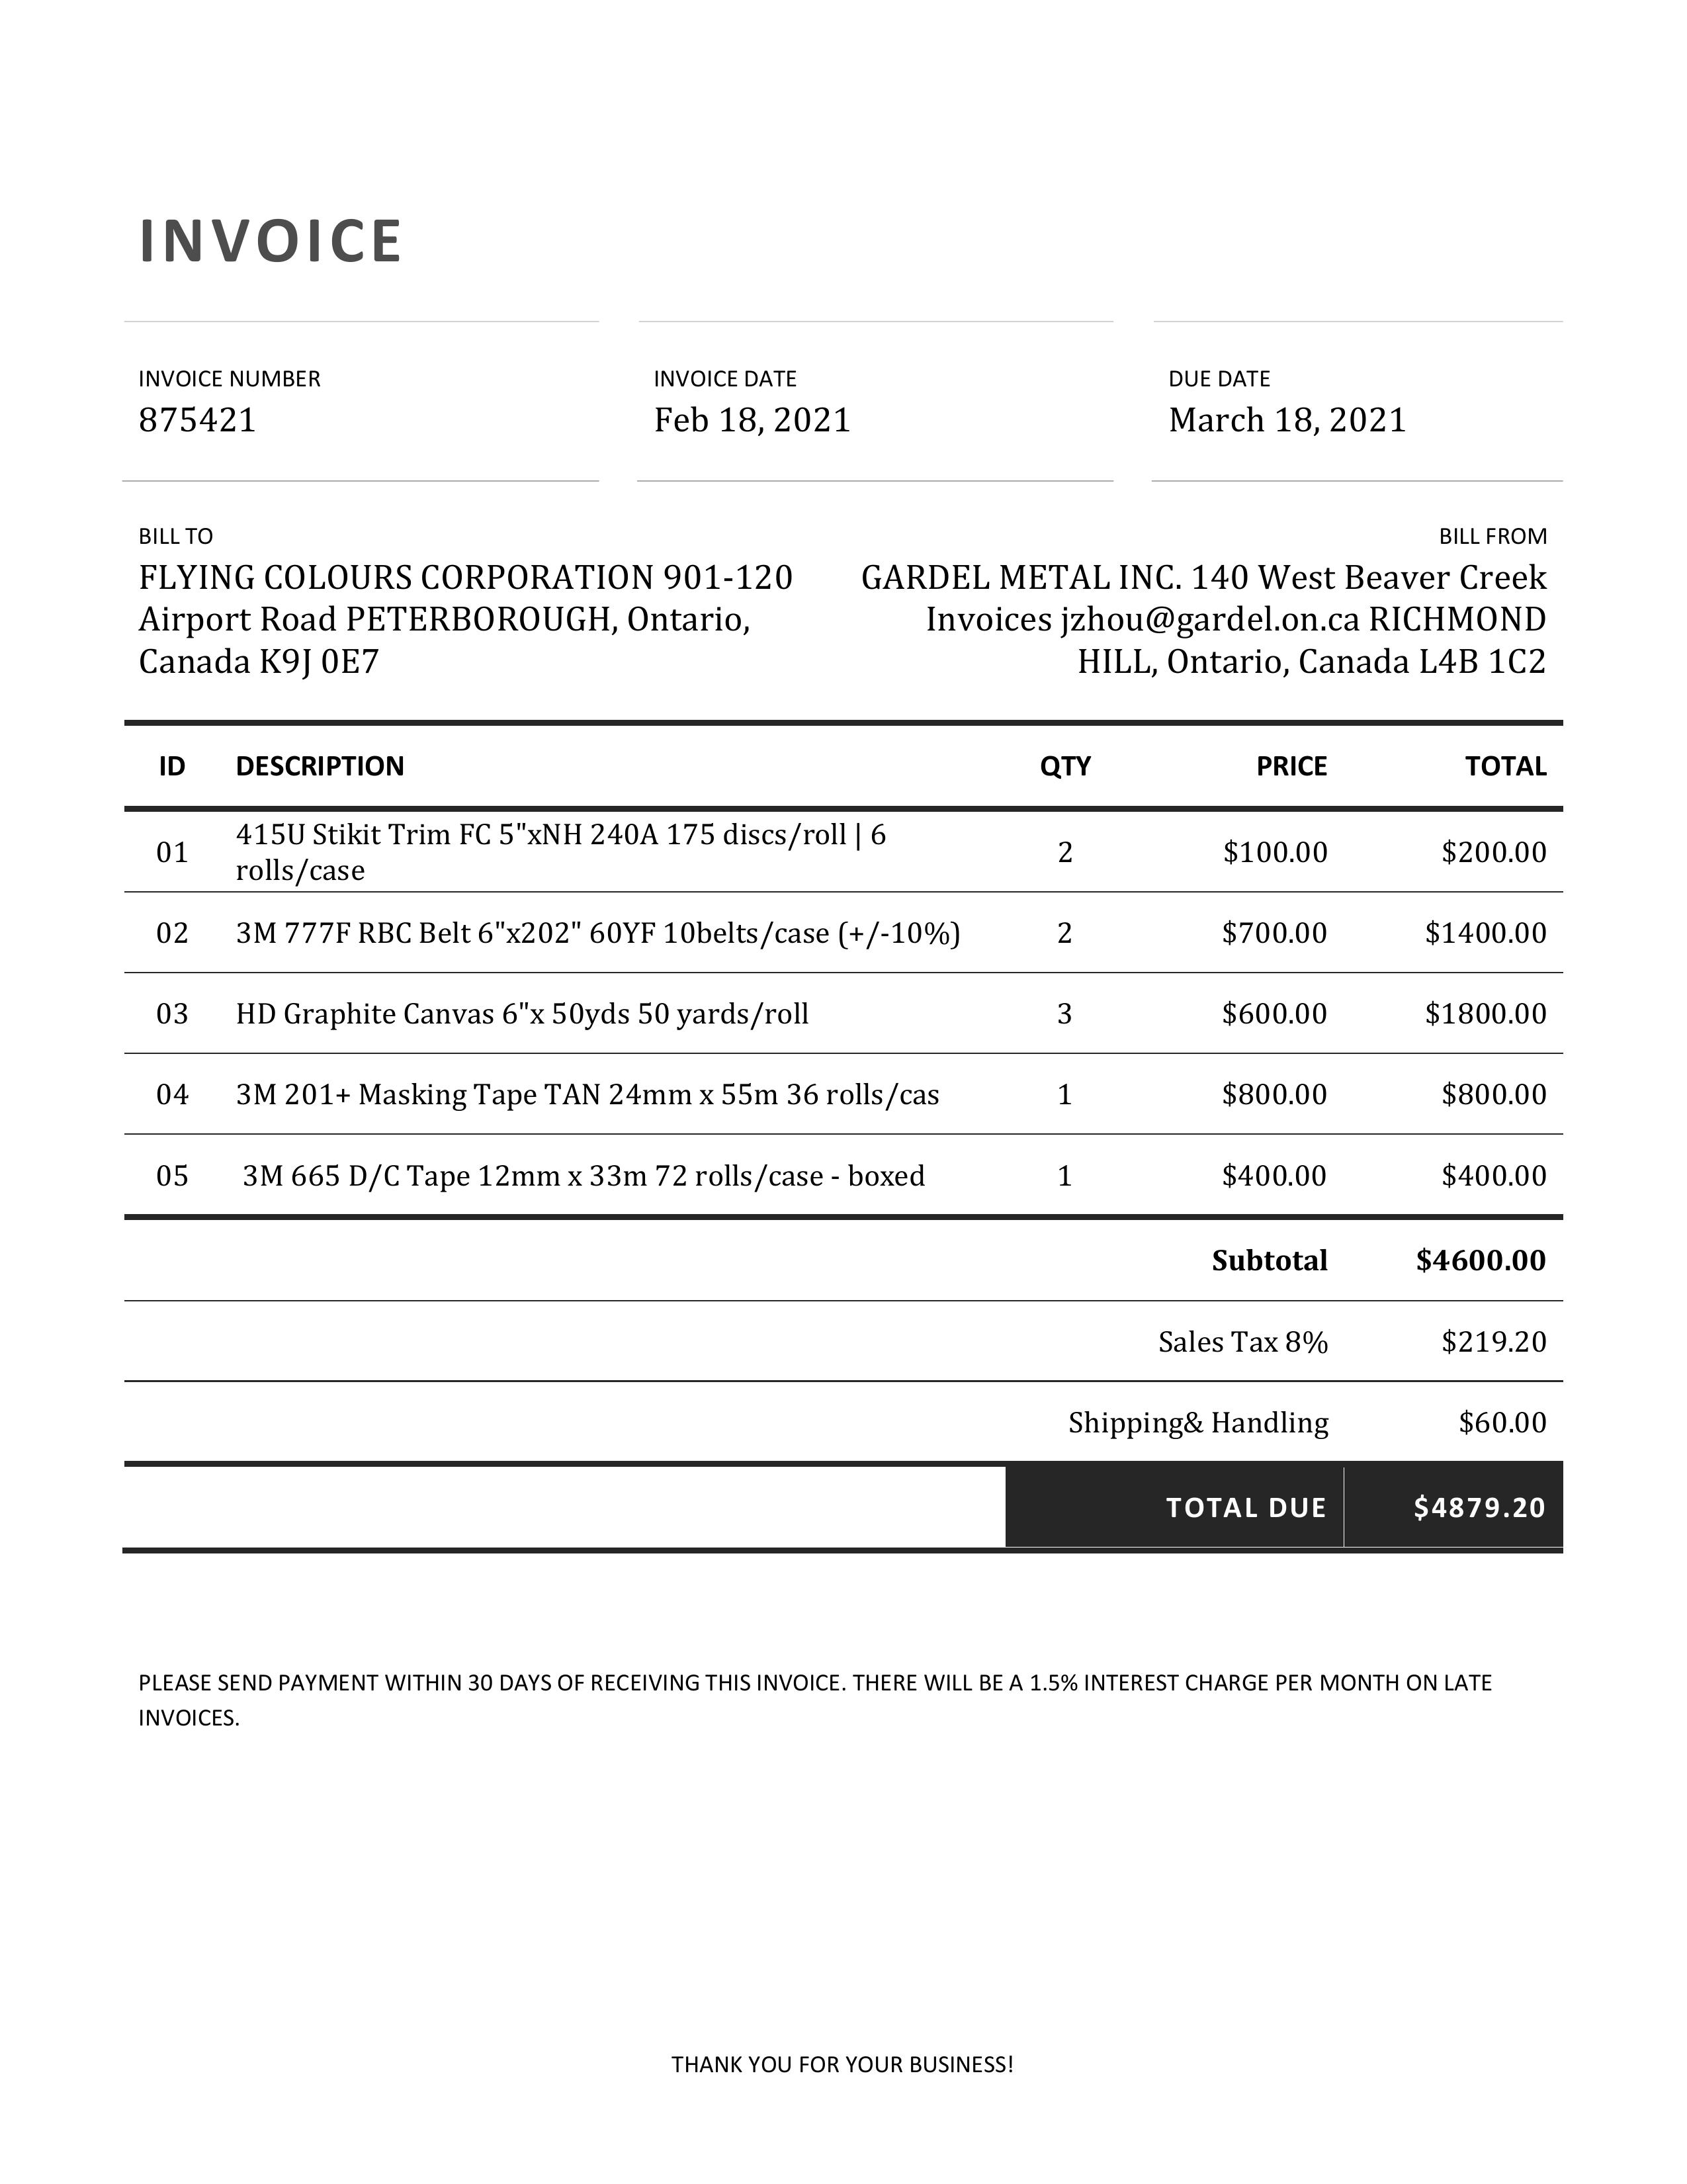 INVOICE
INVOICE NUMBER
875421
INVOICE DATE
Feb 18, 2021
DUE DATE
March 18, 2021
BILL TO
FLYING COLOURS CORPORATION 901-120
Airport Road PETERBOROUGH, Ontario,
Canada K9J 0E7
BILL FROM
GARDEL METAL INC. 140 West Beaver Creek
Invoices jzhou@gardel.on.ca RICHMOND
HILL, Ontario, Canada L4B 1C2
ID DESCRIPTION QTY PRICE TOTAL
01 415U Stikit Trim FC 5"xNH 240A 175 discs/roll | 6
rolls/case 2 $100.00 $200.00
02 3M 777F RBC Belt 6"x202" 60YF 10belts/case (+/-10%) 2 $700.00 $1400.00
03 HD Graphite Canvas 6"x 50yds 50 yards/roll 3 $600.00 $1800.00
04 3M 201+ Masking Tape TAN 24mm x 55m 36 rolls/cas 1 $800.00 $800.00
05 3M 665 D/C Tape 12mm x 33m 72 rolls/case - boxed 1 $400.00 $400.00
Subtotal $4600.00
Sales Tax 8% $219.20
Shipping& Handling $60.00
TOTAL DUE $4879.20
PLEASE SEND PAYMENT WITHIN 30 DAYS OF RECEIVING THIS INVOICE. THERE WILL BE A 1.5% INTEREST CHARGE PER MONTH ON LATE
INVOICES.
THANK YOU FOR YOUR BUSINESS!